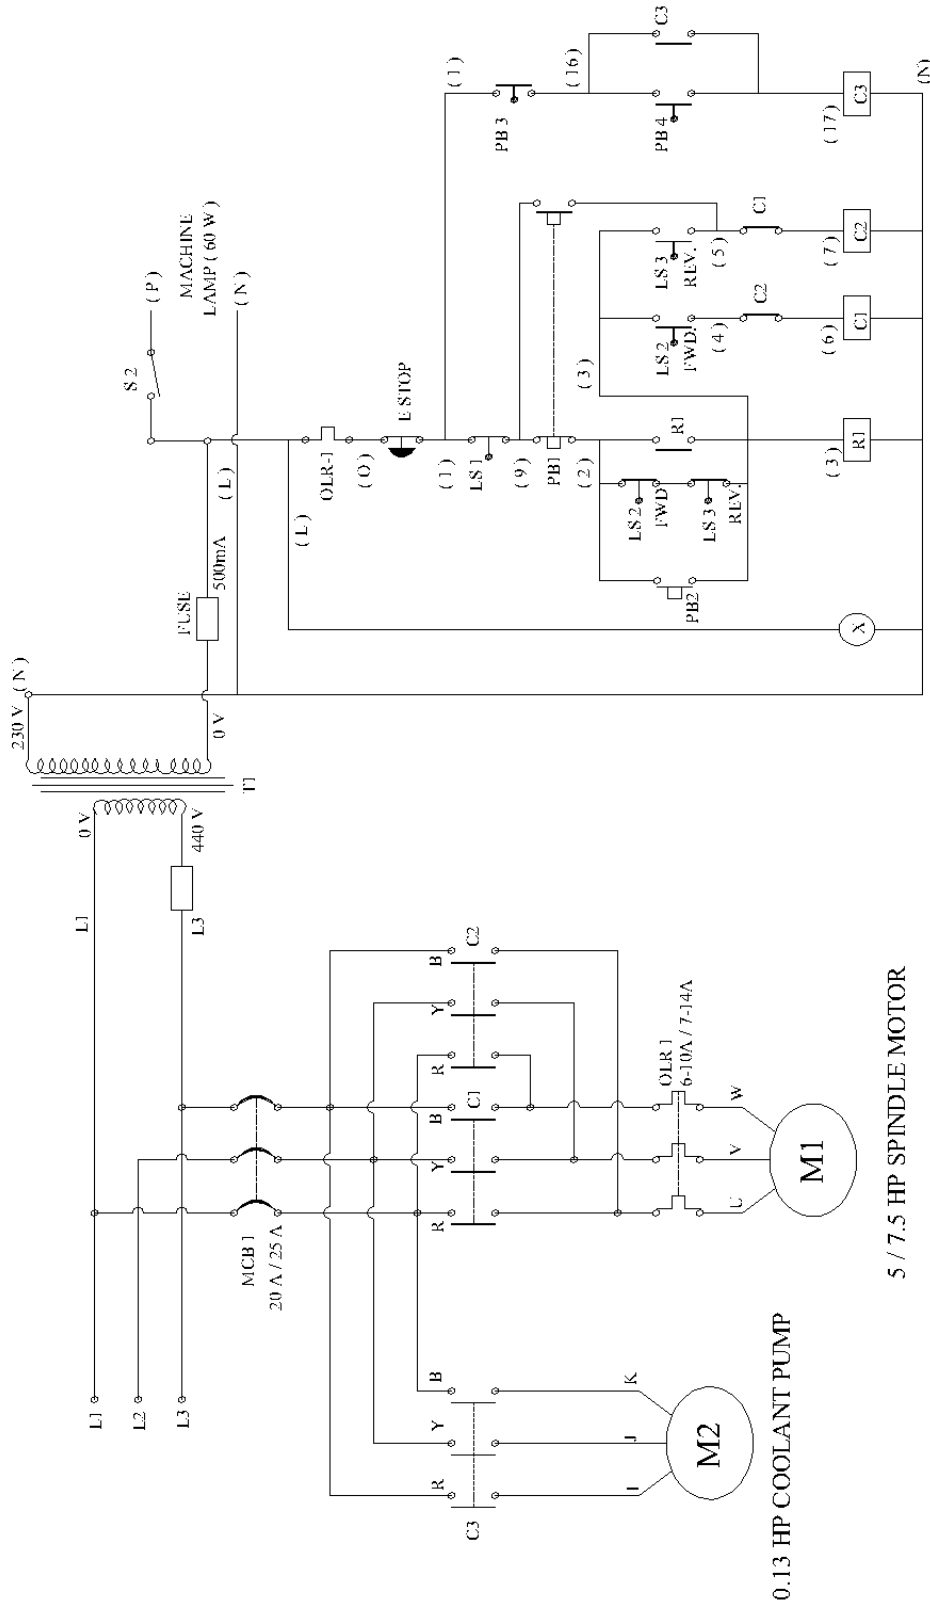 230 V
( N )
0 V
T1
0 V
440 V
L1
L3
FUSE
500mA
( L )
S 2
( P )
MACHINE
LAMP ( 60 W )
( N )
( L )
OLR-1
( O )
E STOP
( 1 )
( 1 )
LS 1
( 9 )
PB1
( 2 )
PB 3
( 16 )
C3
PB 4
( 17 )
C3
( N )
( 3 )
LS 3
REV.
( 5 )
C1
( 7 )
C2
LS 2
FWD.
( 4 )
C2
( 6 )
C1
R1
( 3 )
R1
LS 2
FWD
LS 3
REV.
PB2
X
L1
L2
L3
MCB 1
20 A / 25 A
R
Y
B
C3
I
J
K
M2
0.13 HP COOLANT PUMP
R
Y
B
C1
R
Y
B
C2
OLR 1
6-10A / 7-14A
U
V
W
M1
5 / 7.5 HP SPINDLE MOTOR